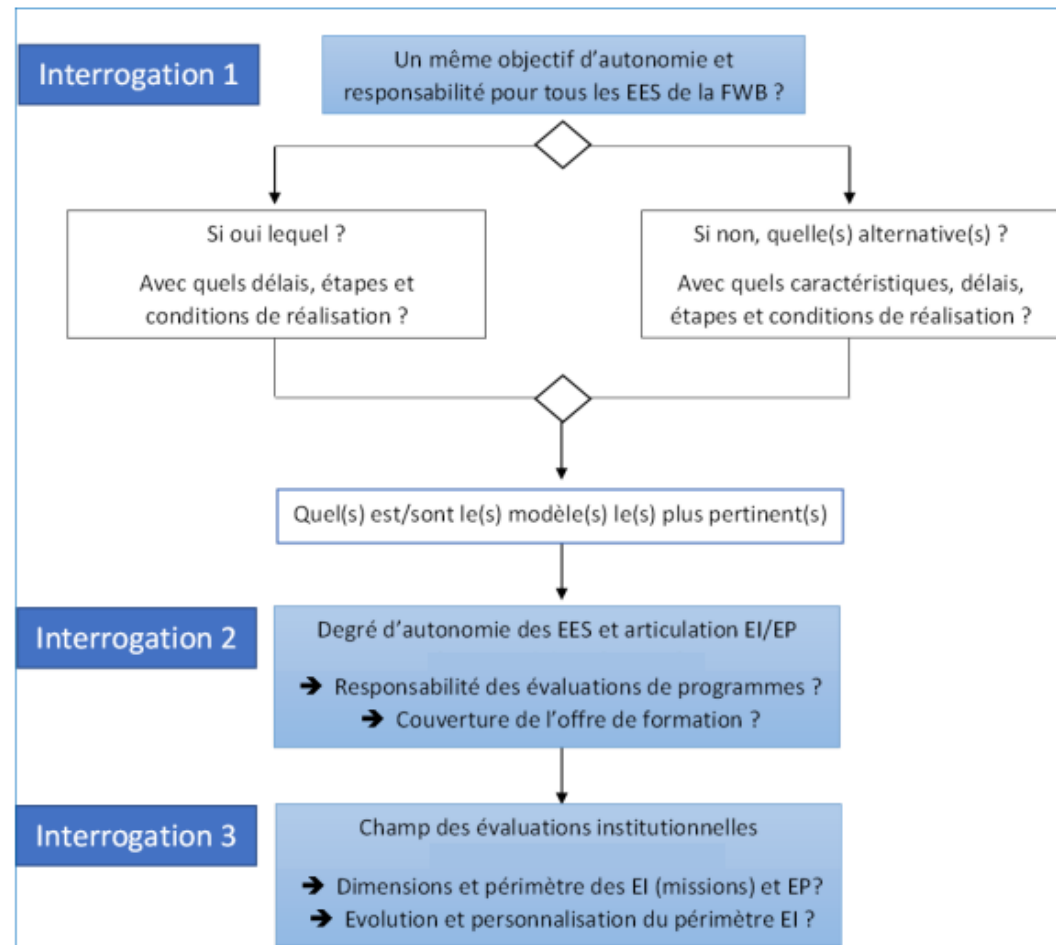 Interrogation 1
Un même objectif d'autonomie et
responsabilité pour tous les EES de la FWB ?
Si oui lequel ?
Avec quels délais, étapes et
conditions de réalisation ?
Si non, quelle(s) alternative(s) ?
Avec quels caractéristiques, délais,
étapes et conditions de réalisation ?
Quel(s) est/sont le(s) modèle(s) le(s) plus pertinent(s)
Interrogation 2
Degré d'autonomie des EES et articulation EI/EP
➔ Responsabilité des évaluations de programmes ?
➔ Couverture de l'offre de formation ?
Interrogation 3
Champ des évaluations institutionnelles
➔ Dimensions et périmètre des EI (missions) et EP?
➔ Evolution et personnalisation du périmètre EI ?